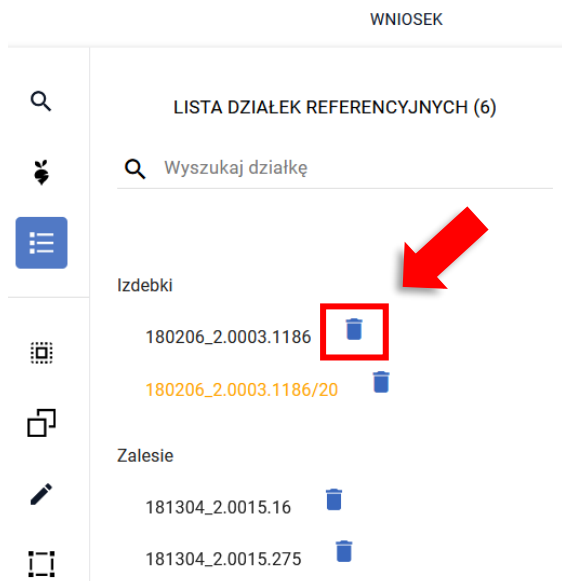 WNIOSEK
LISTA DZIAŁEK REFERENCYJNYCH (6)
Wyszukaj działkę
Izdebki
180206_2.0003.1186
180206_2.0003.1186/20
Zalesie
181304_2.0015.16
181304_2.0015.275